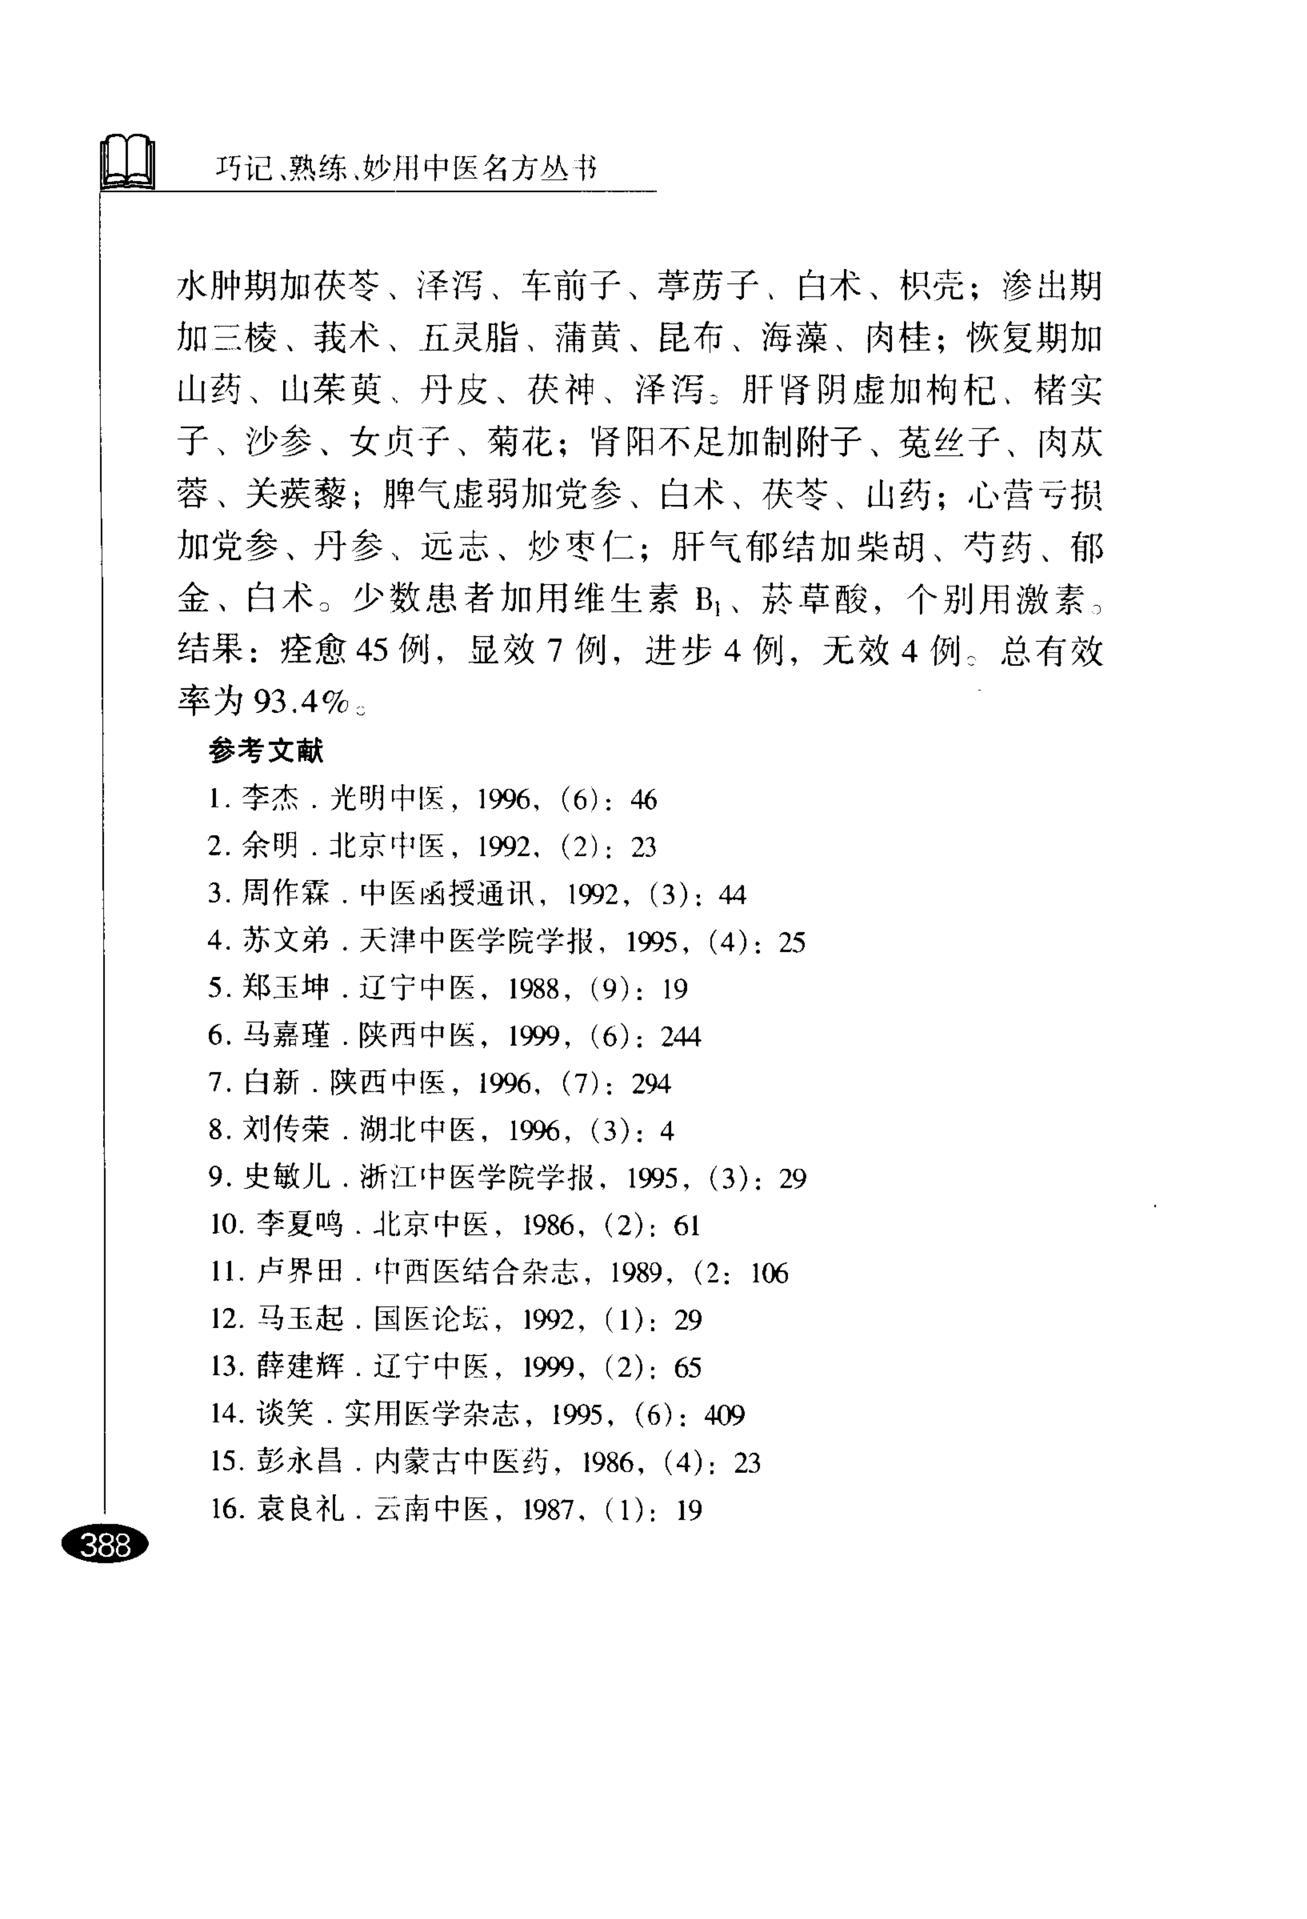 巧记、熟练、妙用中医名方丛书
水肿期加茯苓、泽泻、车前子、葶苈子、白术、枳壳；渗出期
加三棱、莪术、五灵脂、蒲黄、昆布、海藻、肉桂；恢复期加
山药、山茱萸、丹皮、茯神、泽泻。肝肾阴虚加枸杞、楮实
子、沙参、女贞子、菊花；肾阳不足加制附子、菟丝子、肉苁
蓉、关蒺藜；脾气虚弱加党参、白术、茯苓、山药；心营亏损
加党参、丹参、远志、炒枣仁；肝气郁结加柴胡、芍药、郁
金、白术。少数患者加用维生素 B₁、菸草酸，个别用激素。
结果：痊愈 45 例，显效 7 例，进步 4 例，无效 4 例。总有效
率为 93.4%。
参考文献
1. 李杰．光明中医，1996，(6)：46
2. 余明．北京中医，1992，(2)：23
3. 周作霖．中医函授通讯，1992，(3)：44
4. 苏文弟．天津中医学院学报，1995，(4)：25
5. 郑玉坤．辽宁中医，1988，(9)：19
6. 马嘉瑾．陕西中医，1999，(6)：244
7. 白新．陕西中医，1996，(7)：294
8. 刘传荣．湖北中医，1996，(3)：4
9. 史敏儿．浙江中医学院学报，1995，(3)：29
10. 李夏鸣．北京中医，1986，(2)：61
11. 卢界田．中西医结合杂志，1989，(2：106
12. 马玉起．国医论坛，1992，(1)：29
13. 薛建辉．辽宁中医，1999，(2)：65
14. 谈笑．实用医学杂志，1995，(6)：409
15. 彭永昌．内蒙古中医药，1986，(4)：23
16. 袁良礼．云南中医，1987，(1)：19
388